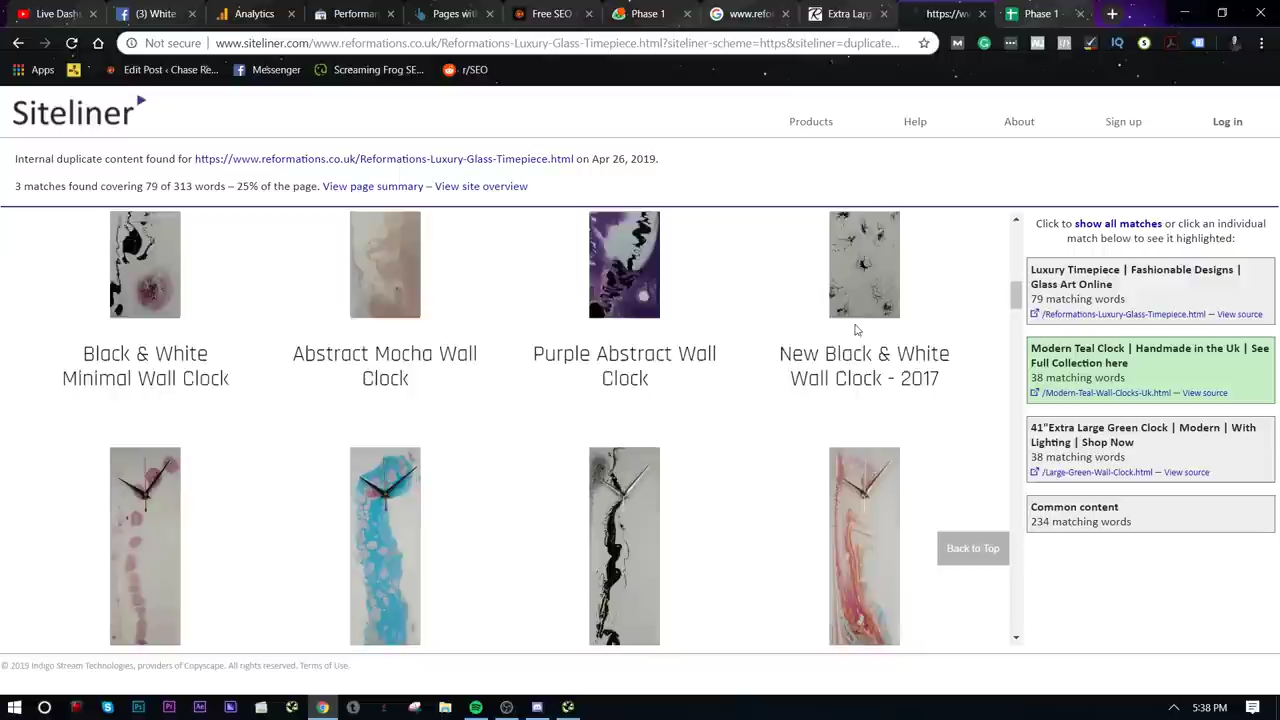 Live Dash
(3) White
Analytics
Performan
Pages with
Free SEO
Phase 1
www.refo
Extra Larg
https://ww
Phase 1
Not secure | www.siteliner.com/www.reformations.co.uk/Reformations-Luxury-Glass-Timepiece.html?siteliner-scheme=https&siteliner=duplicate...
Apps
Edit Post ‹ Chase Re...
Messenger
Screaming Frog SE...
r/SEO
Siteliner
Products
Help
About
Sign up
Log in
Internal duplicate content found for https://www.reformations.co.uk/Reformations-Luxury-Glass-Timepiece.html on Apr 26, 2019.
3 matches found covering 79 of 313 words – 25% of the page. View page summary – View site overview
Black & White
Minimal Wall Clock
Abstract Mocha Wall
Clock
Purple Abstract Wall
Clock
New Black & White
Wall Clock - 2017
Back to Top
Click to show all matches or click an individual
match below to see it highlighted:
Luxury Timepiece | Fashionable Designs |
Glass Art Online
79 matching words
/Reformations-Luxury-Glass-Timepiece.html — View source
Modern Teal Clock | Handmade in the Uk | See
Full Collection here
38 matching words
/Modern-Teal-Wall-Clocks-Uk.html — View source
41"Extra Large Green Clock | Modern | With
Lighting | Shop Now
38 matching words
/Large-Green-Wall-Clock.html — View source
Common content
234 matching words
© 2019 Indigo Stream Technologies, providers of Copyscape. All rights reserved. Terms of Use.
5:38 PM